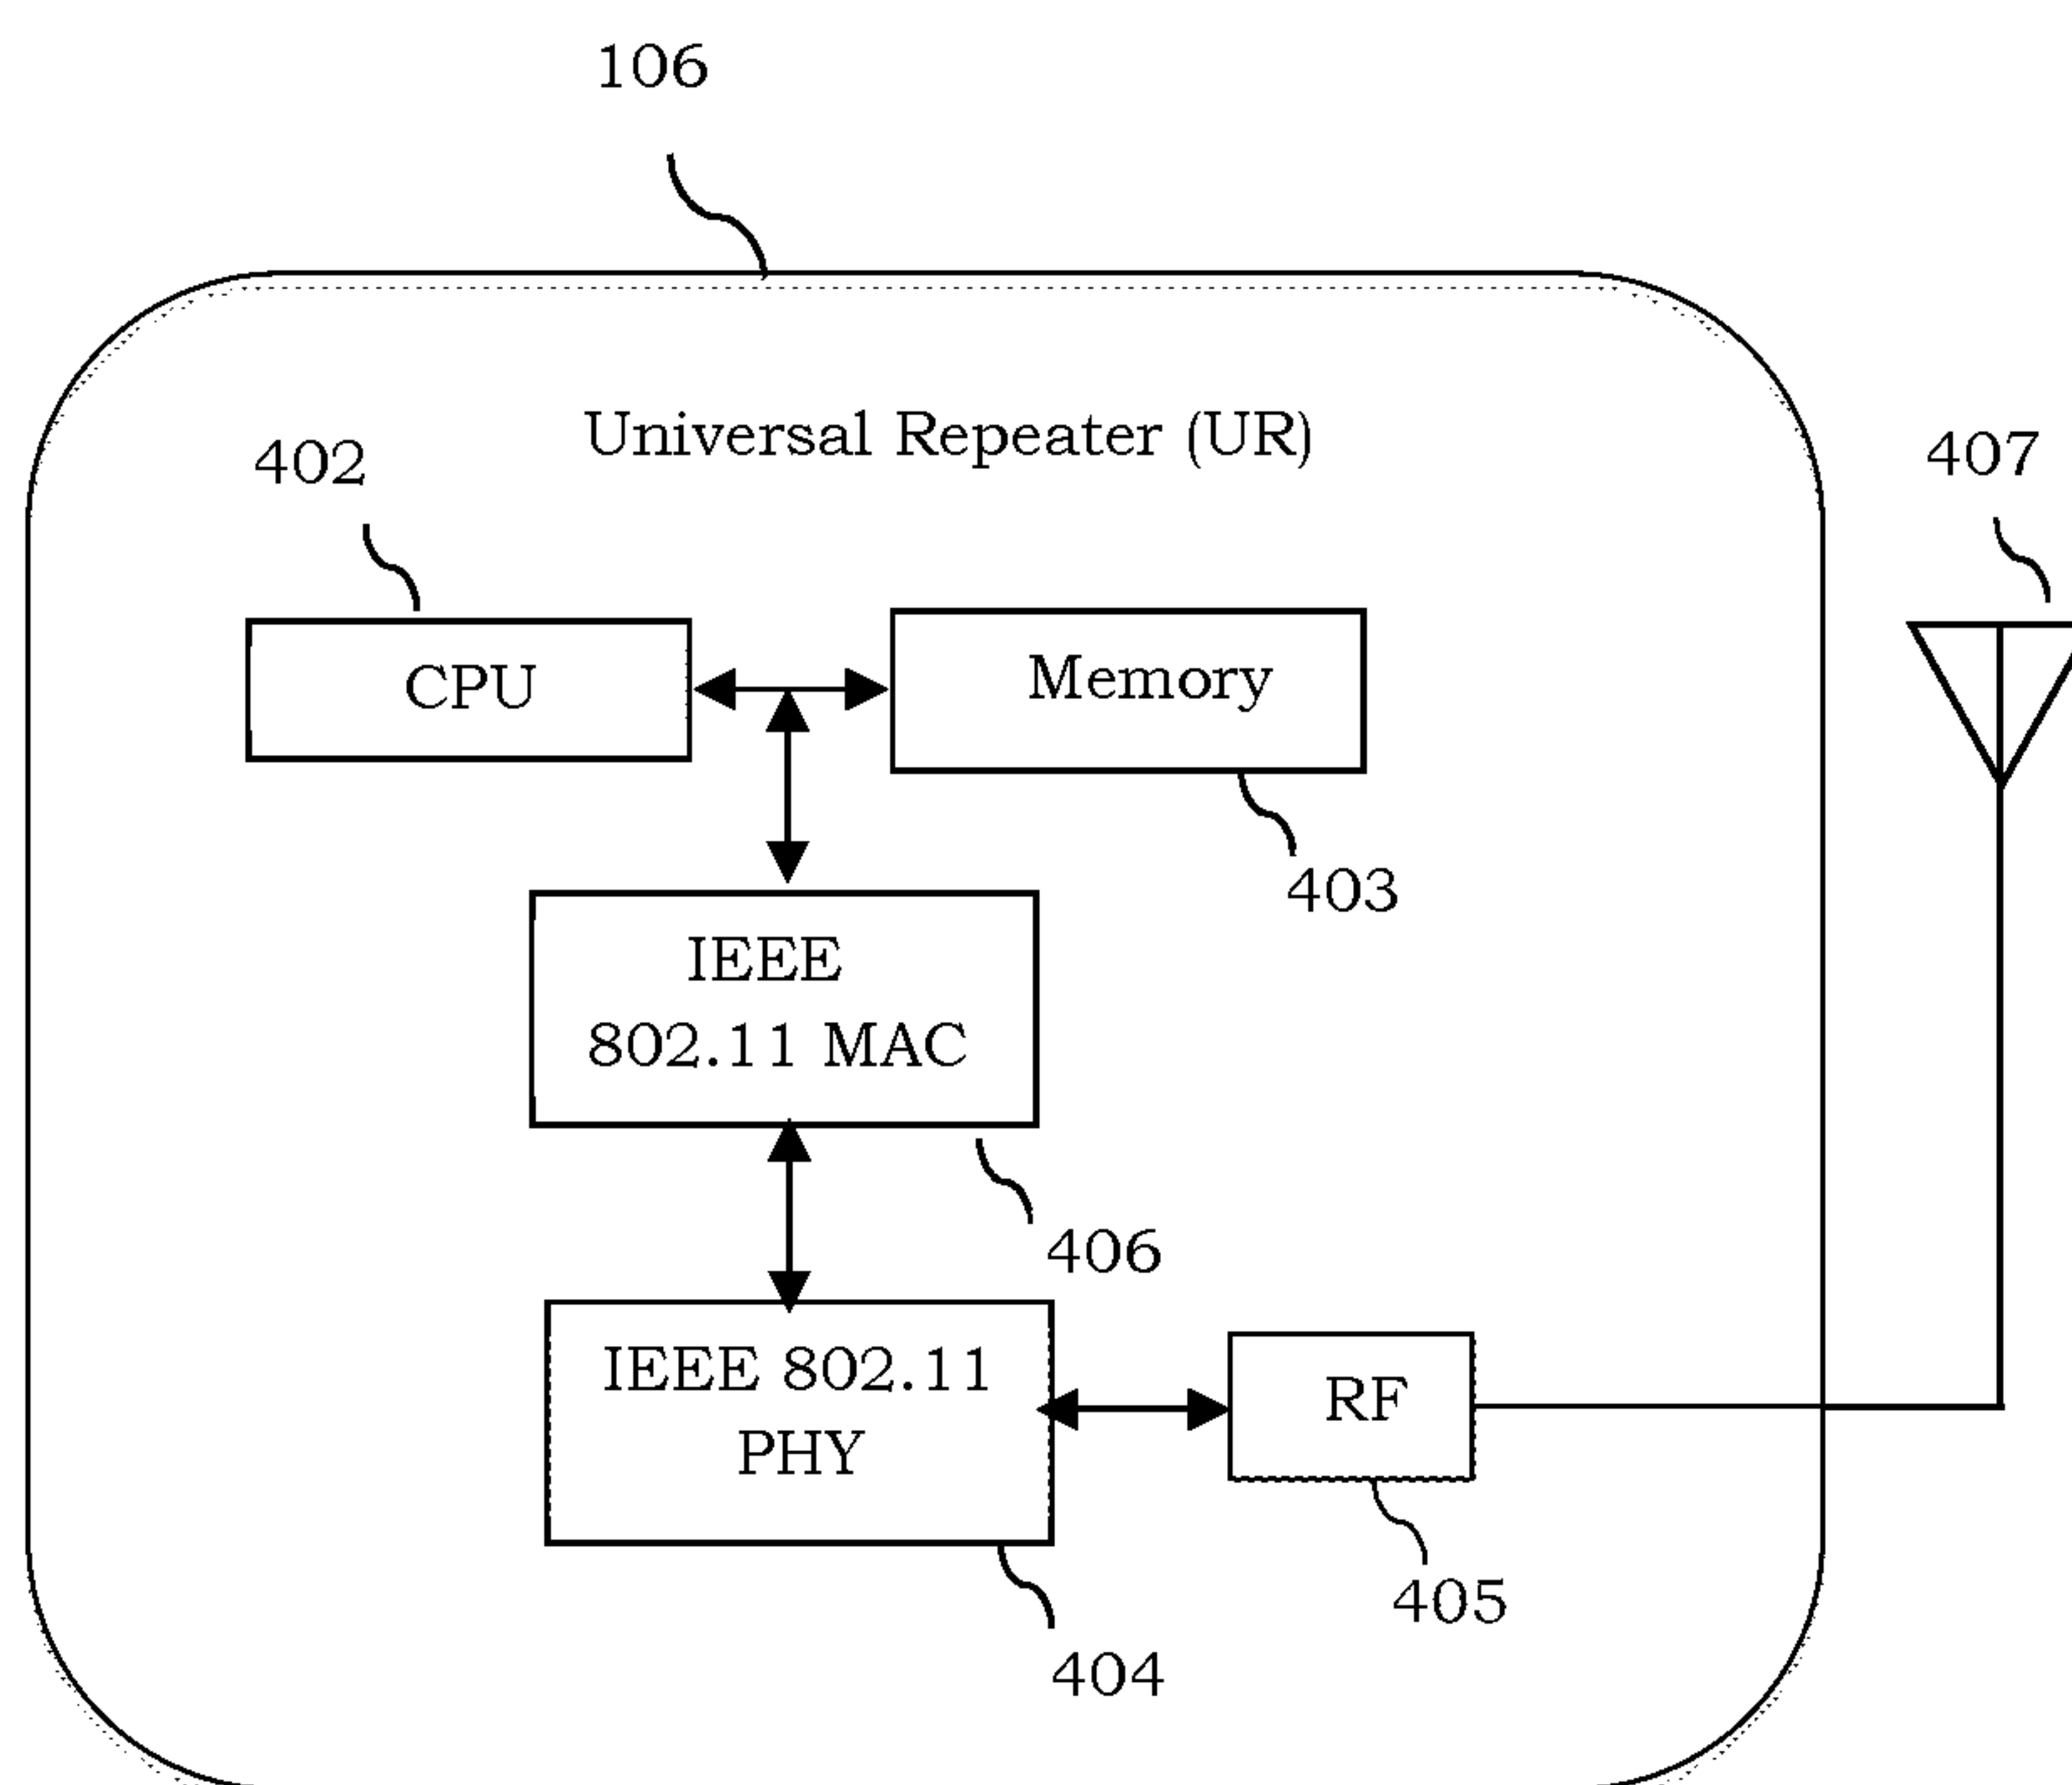 106
Universal Repeater (UR)
402
407
CPU
Memory
403
IEEE
802.11 MAC
406
IEEE 802.11
PHY
RF
405
404